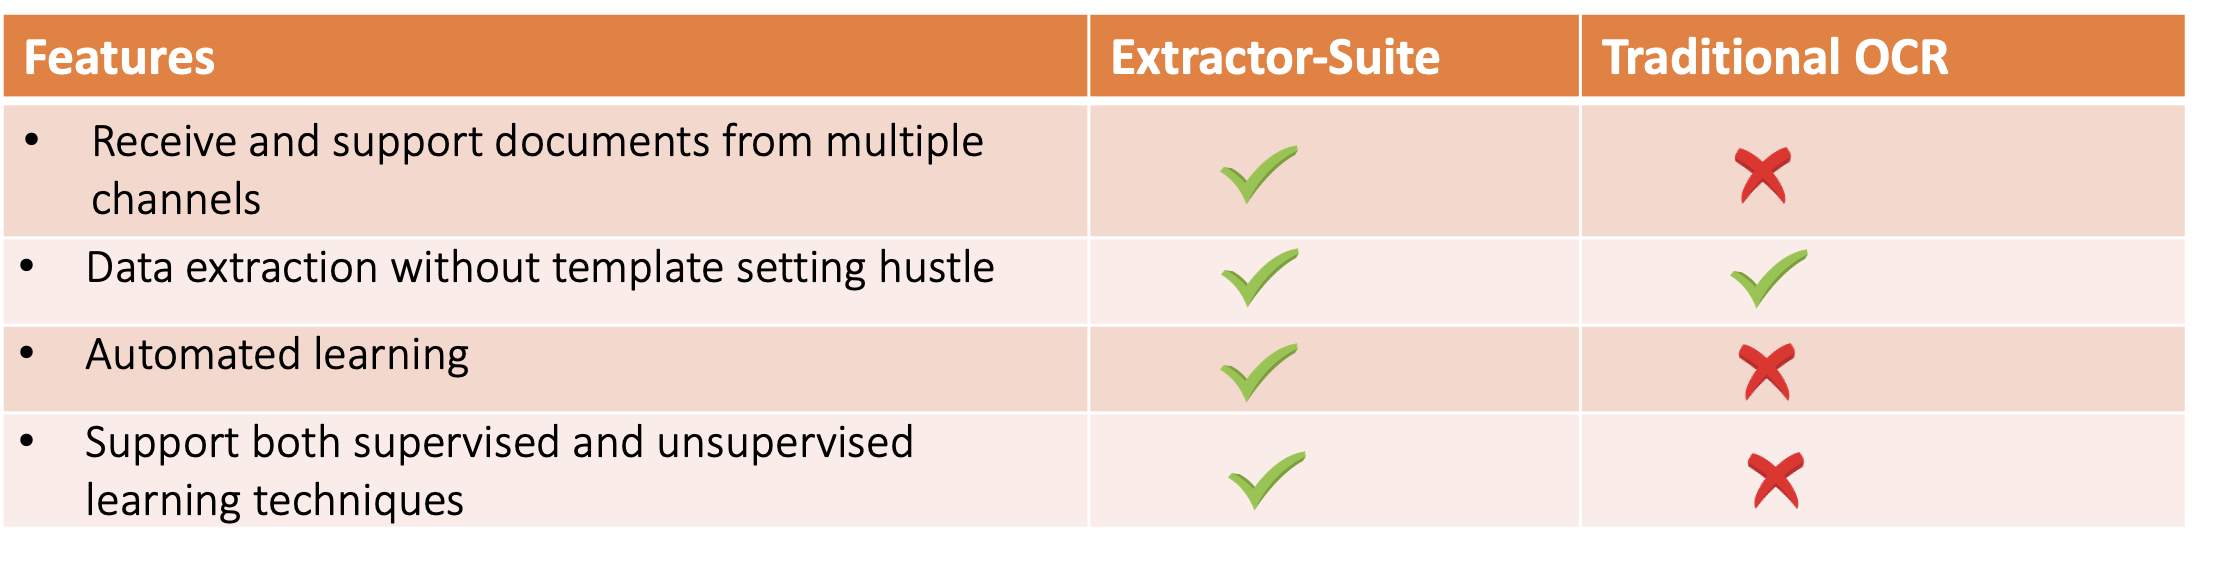 Features Extractor-Suite Traditional OCR
• Receive and support documents from multiple
channels
• Data extraction without template setting hustle
• Automated learning
• Support both supervised and unsupervised
learning techniques